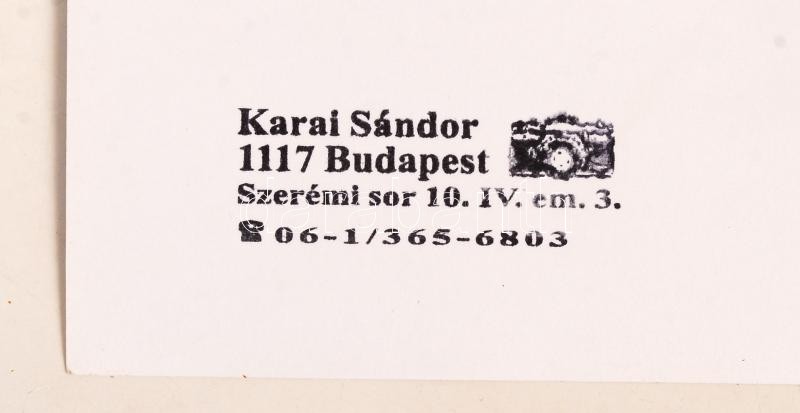 Karai Sándor
1117 Budapest
Szerémi sor 10. IV. em. 3.
☎ 06-1/365-6803